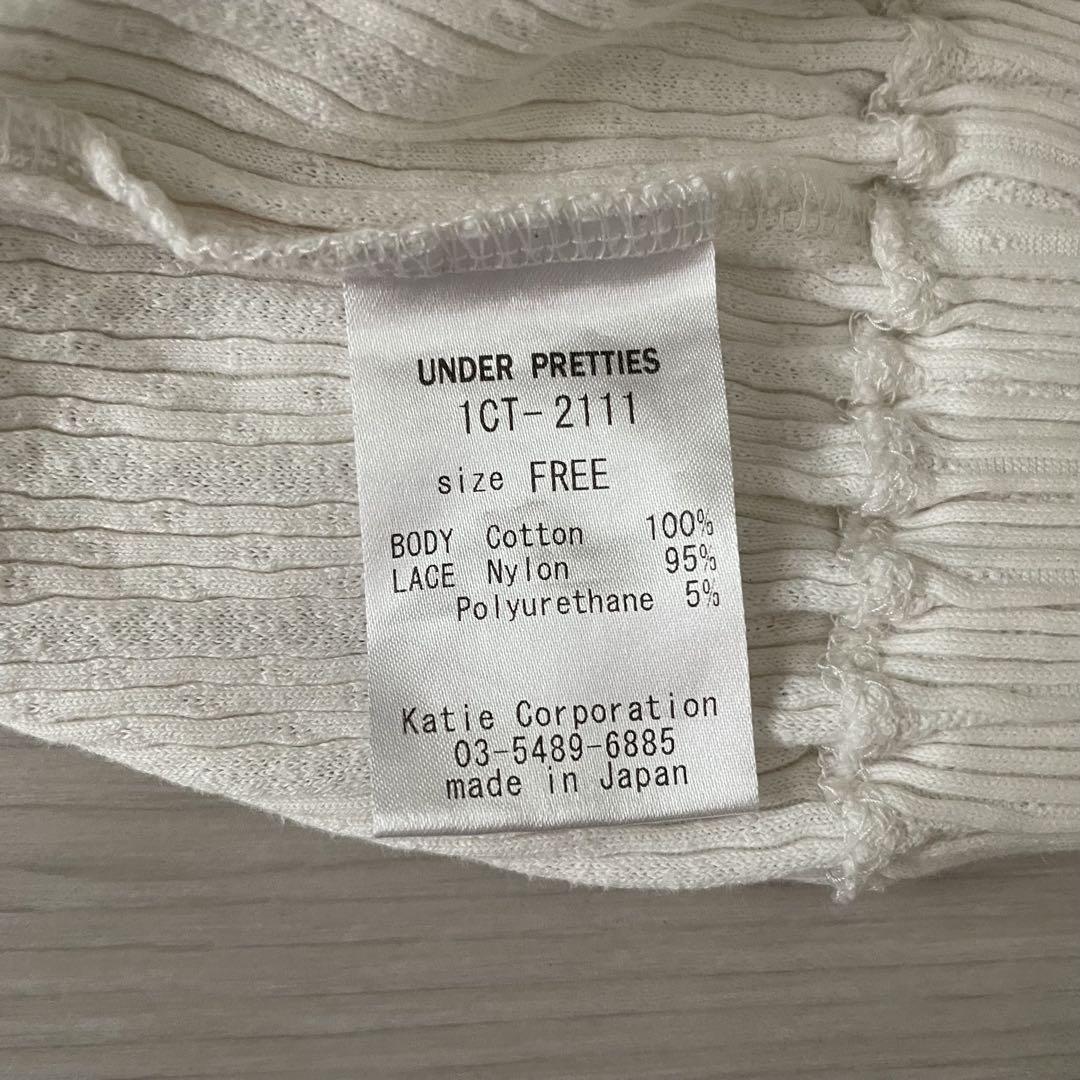 UNDER PRETTIES
1CT-2111
size FREE
BODY Cotton 100%
LACE Nylon 95%
Polyurethane 5%
Katie Corporation
03-5489-6885
made in Japan